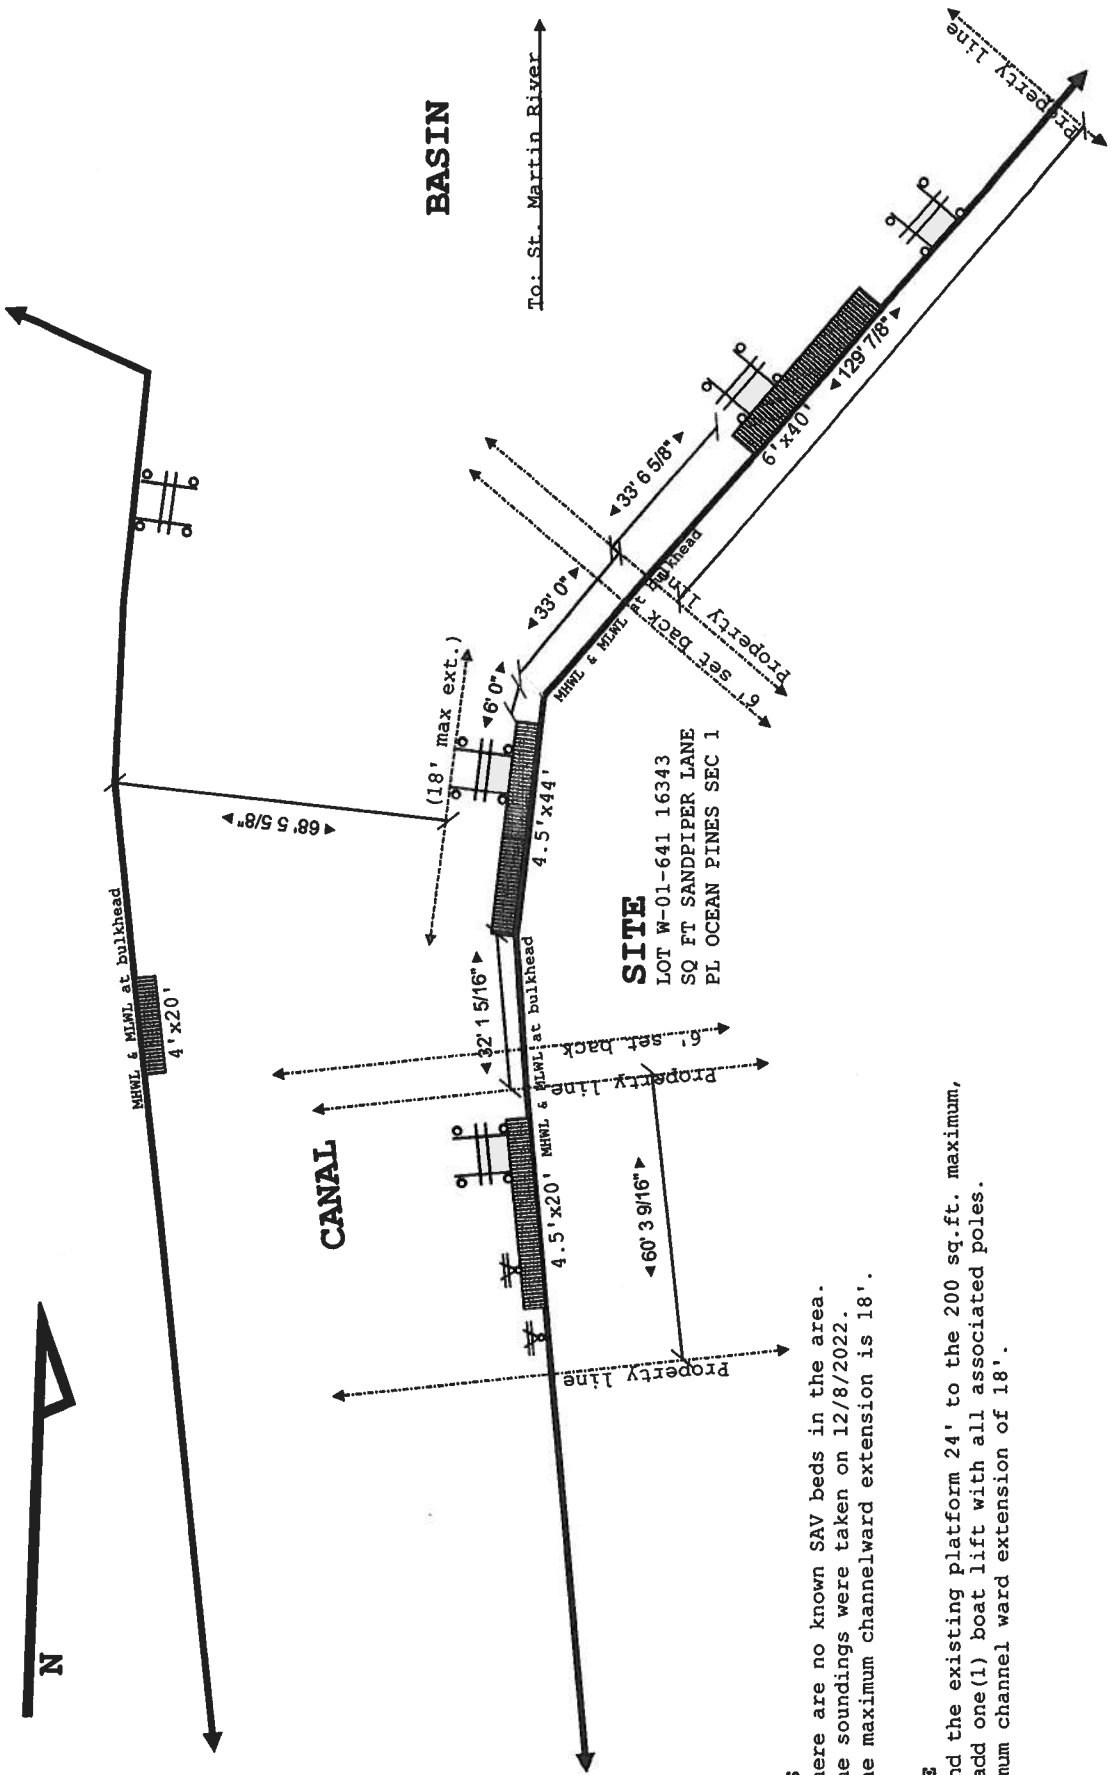 N
BASIN
To: St. Martin River
Property line
MHWL & MLWL at bulkhead
4'x20'
68' 5 5/8"
(18' max ext.)
6' 0"
33' 0"
33' 6 5/8"
129' 7/8"
6'x40'
MHWL & MLWL at bulkhead
Property line
6' set back
4.5'x44'
32' 1 5/16"
MHWL & MLWL at bulkhead
6' set back
Property line
CANAL
4.5'x20'
60' 3 9/16"
Property line
SITE
LOT W-01-641 16343
SQ FT SANDPIPER LANE
PL OCEAN PINES SEC 1
are no known SAV beds in the area.
soundings were taken on 12/8/2022.
maximum channelward extension is 18'.
the existing platform 24' to the 200 sq.ft. maximum,
add one(1) boat lift with all associated poles.
channel ward extension of 18'.